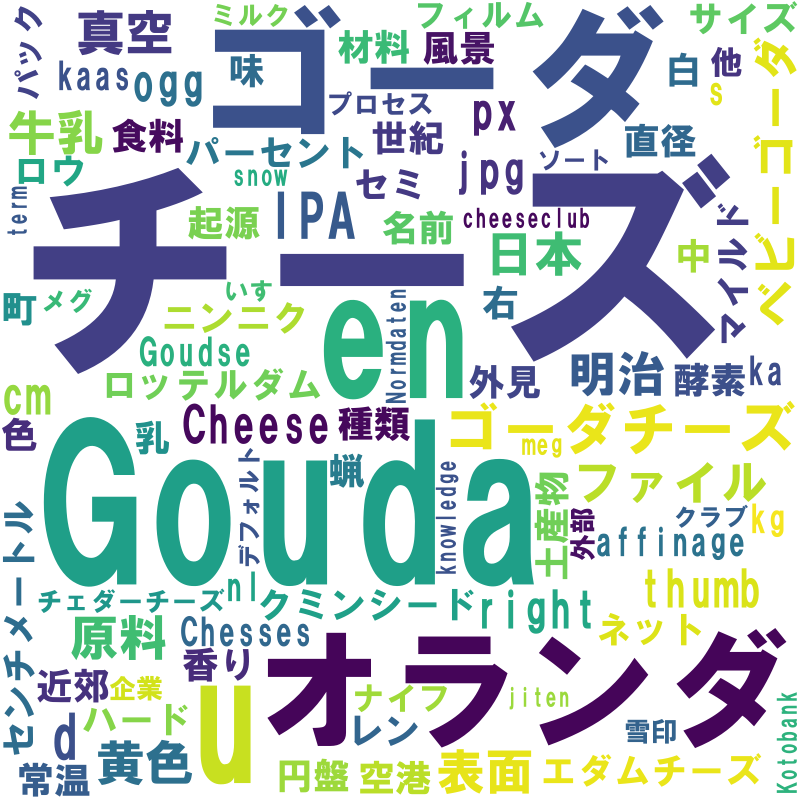 ミルク
フィルム
サイズ
パック
真空
ゴーダ
材料
風景
味
白
他
kaas
ogg
プロセス
px
s
ベビーゴーダ
牛乳
食料
世紀
直径
パーセント
ロウ
セミ
jpg
ソート
snow
term
チーズ
IPA
cheeseclub
起源
名前
日本
中
マイルド
町
メグ
いす
en
Normdaten
右
ニンニク
Goudse
明治
酵素
ka
外見
ロッテルダム
cm
色
乳
Cheese
種類
ゴーダチーズ
meg
Gouda
蝋
デフォルト
knowledge
ファイル
土産物
外部
クラブ
kg
affinage
センチメートル
チェダーチーズ
nl
クミンシード
right
thumb
原料
Chesses
ネット
オランダ
香り
近郊
企業
u
ナイフ
jiten
d
ハード
レン
雪印
Kotobank
常温
黄色
円盤
空港
表面
エダムチーズ